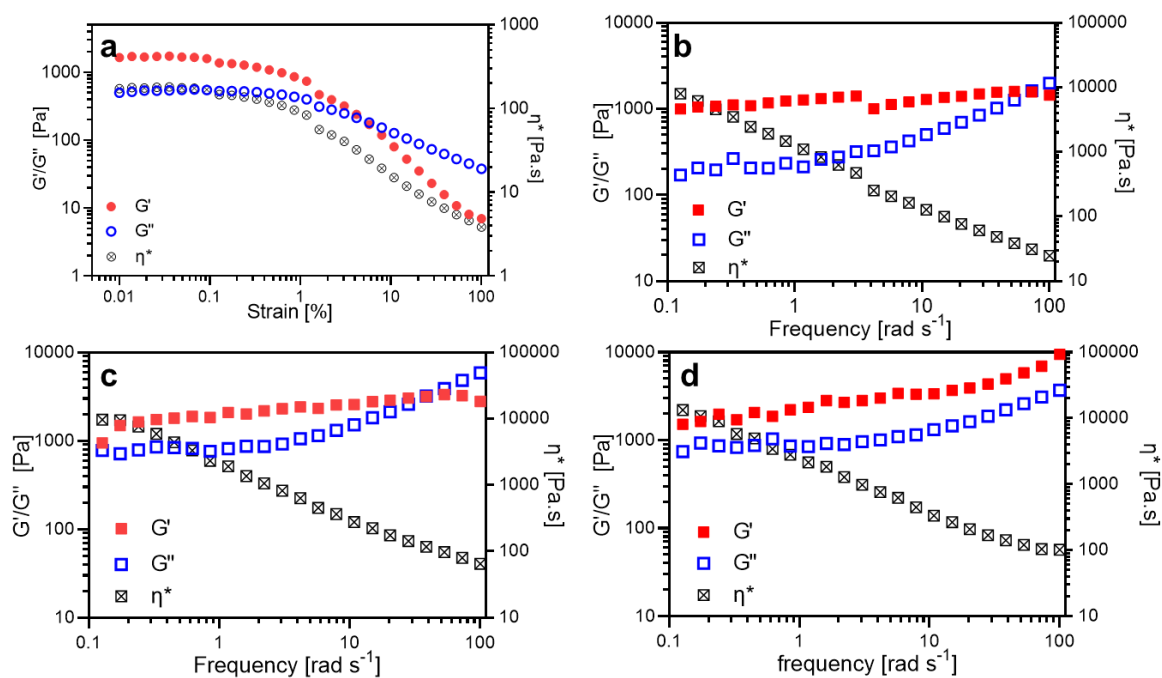 a
1000
100
10
1
G'/G" [Pa]
1000
100
10
1
η* [Pa.s]
G'
G"
η*
0.01 0.1 1 10 100
Strain [%]
b
10000
1000
100
10
G'/G" [Pa]
100000
10000
1000
100
10
η* [Pa.s]
G'
G"
η*
0.1 1 10 100
Frequency [rad s⁻¹]
c
10000
1000
100
10
G'/G" [Pa]
100000
10000
1000
100
10
η* [Pa.s]
G'
G"
η*
0.1 1 10 100
Frequency [rad s⁻¹]
d
10000
1000
100
10
G'/G" [Pa]
100000
10000
1000
100
10
η* [Pa.s]
G'
G"
η*
0.1 1 10 100
frequency [rad s⁻¹]